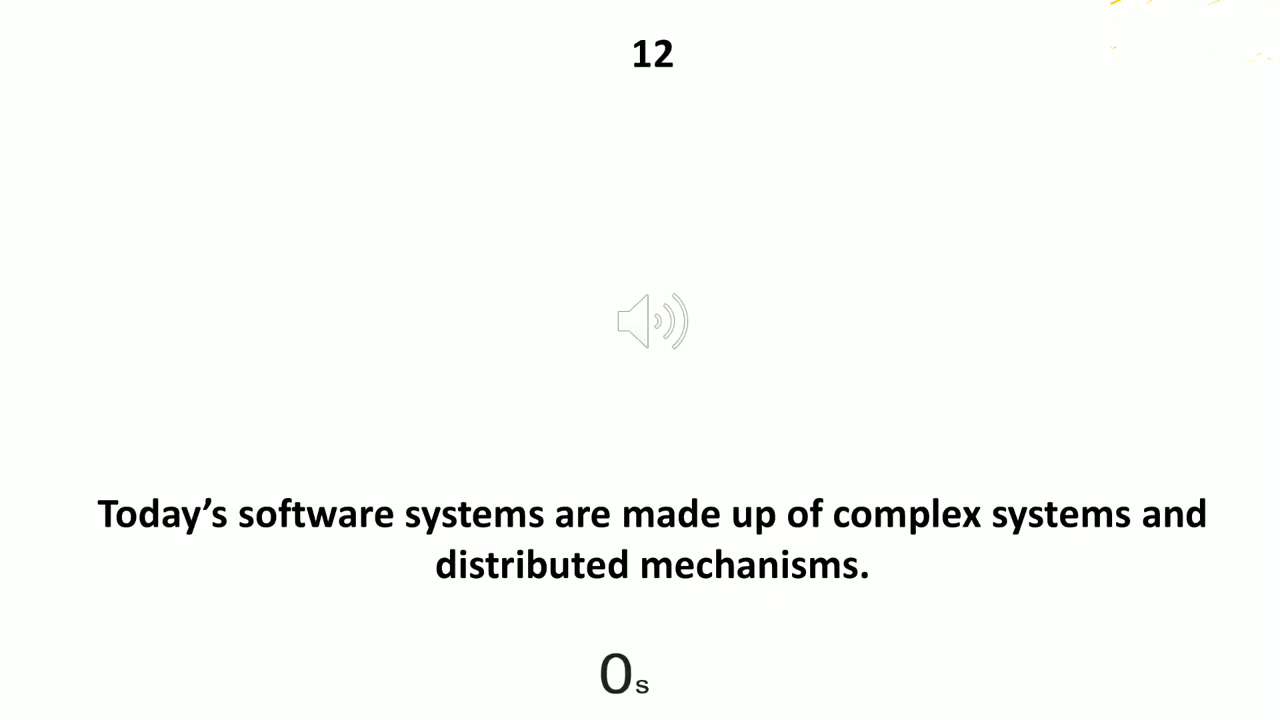 12
Today’s software systems are made up of complex systems and
distributed mechanisms.
0s